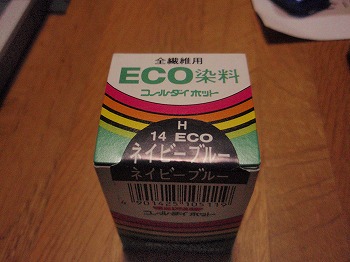 全繊維用
ECO染料
コールダイホット
H
14 ECO
ネイビーブルー
ネイビーブルー
コールダイホット